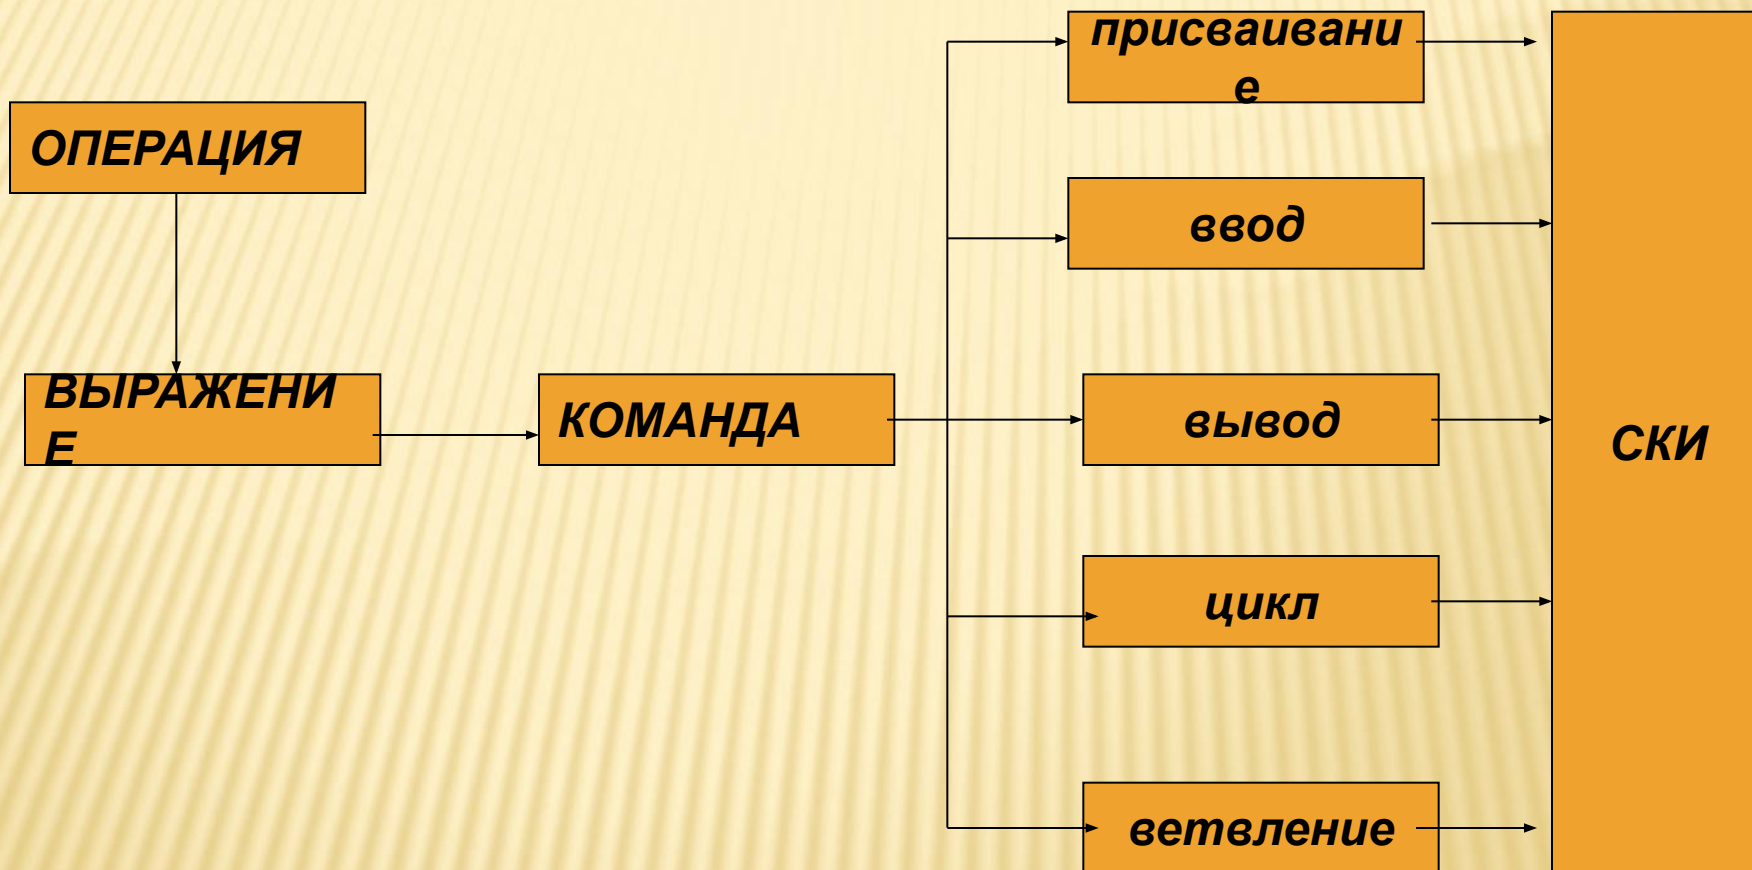 присваивани
е
ОПЕРАЦИЯ
ввод
ВЫРАЖЕНИ
Е
КОМАНДА
вывод
СКИ
цикл
ветвление